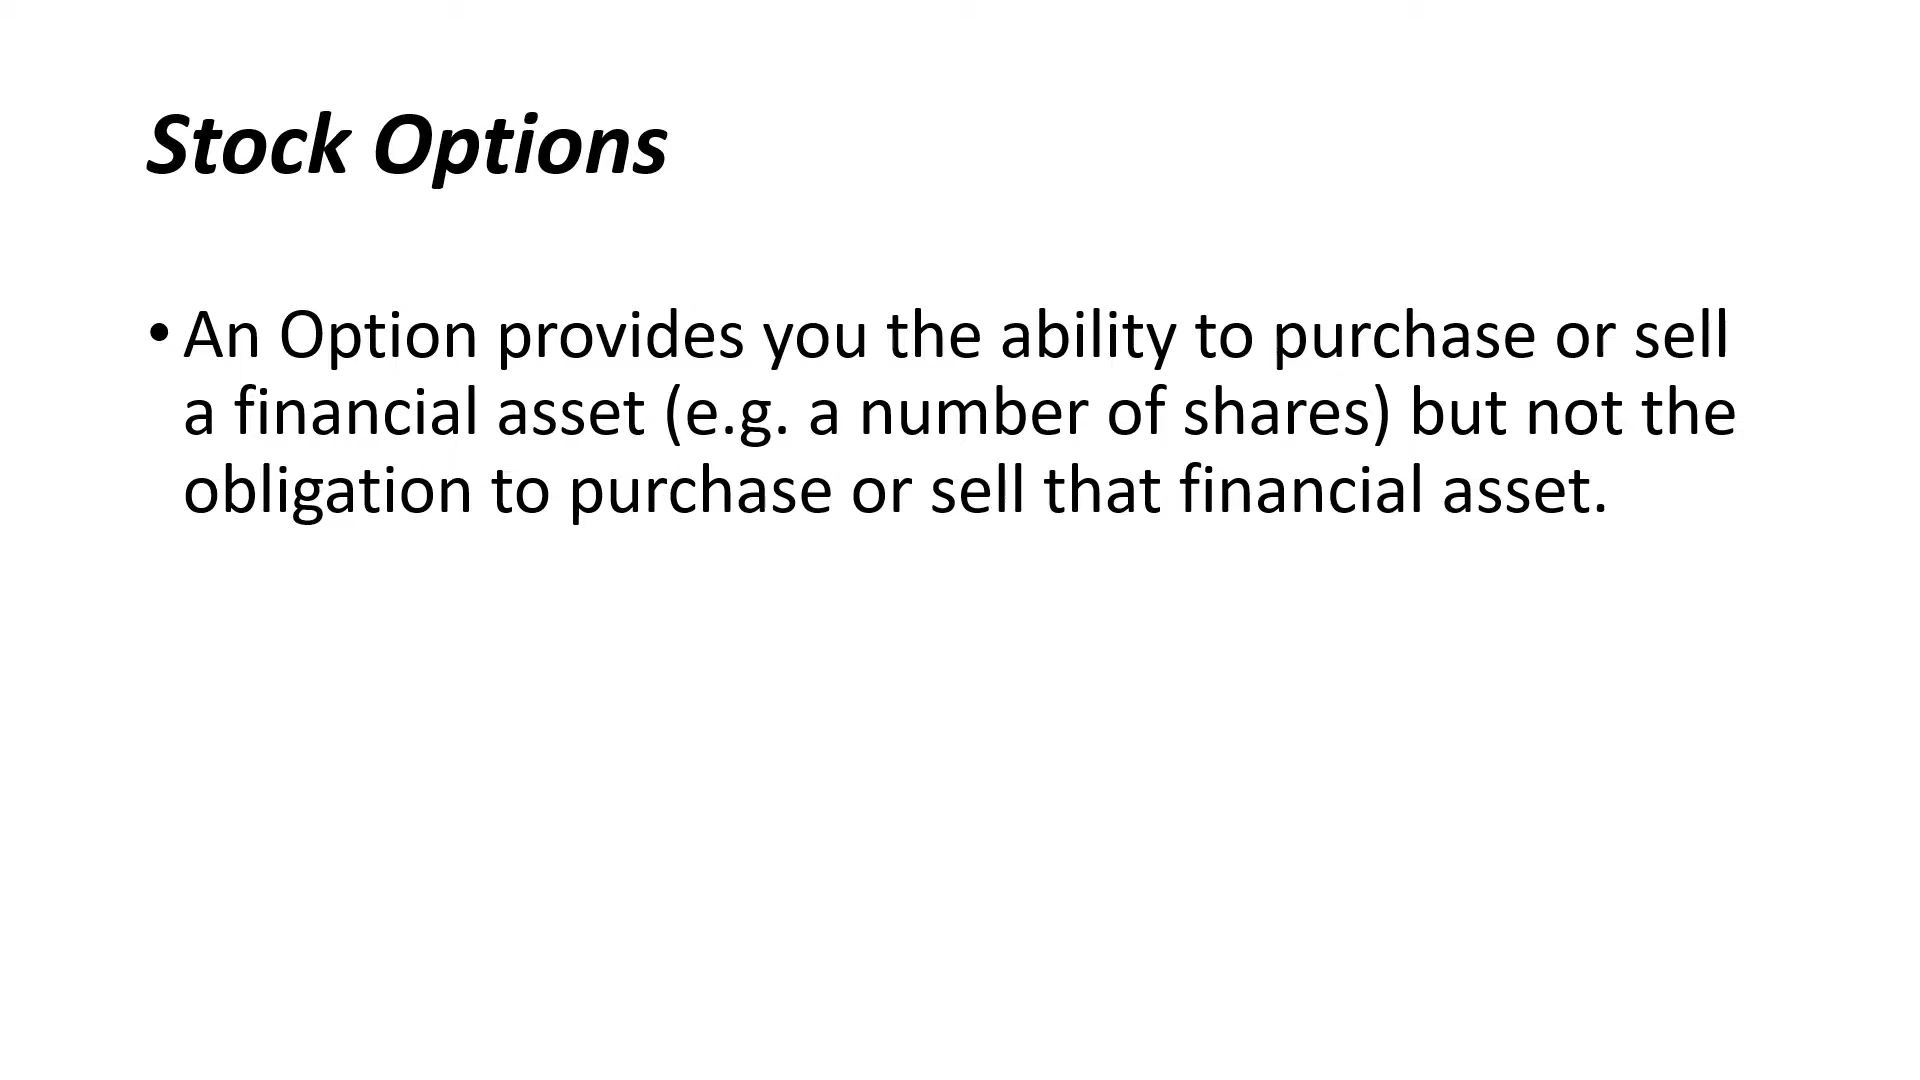 Stock Options
• An Option provides you the ability to purchase or sell
a financial asset (e.g. a number of shares) but not the
obligation to purchase or sell that financial asset.